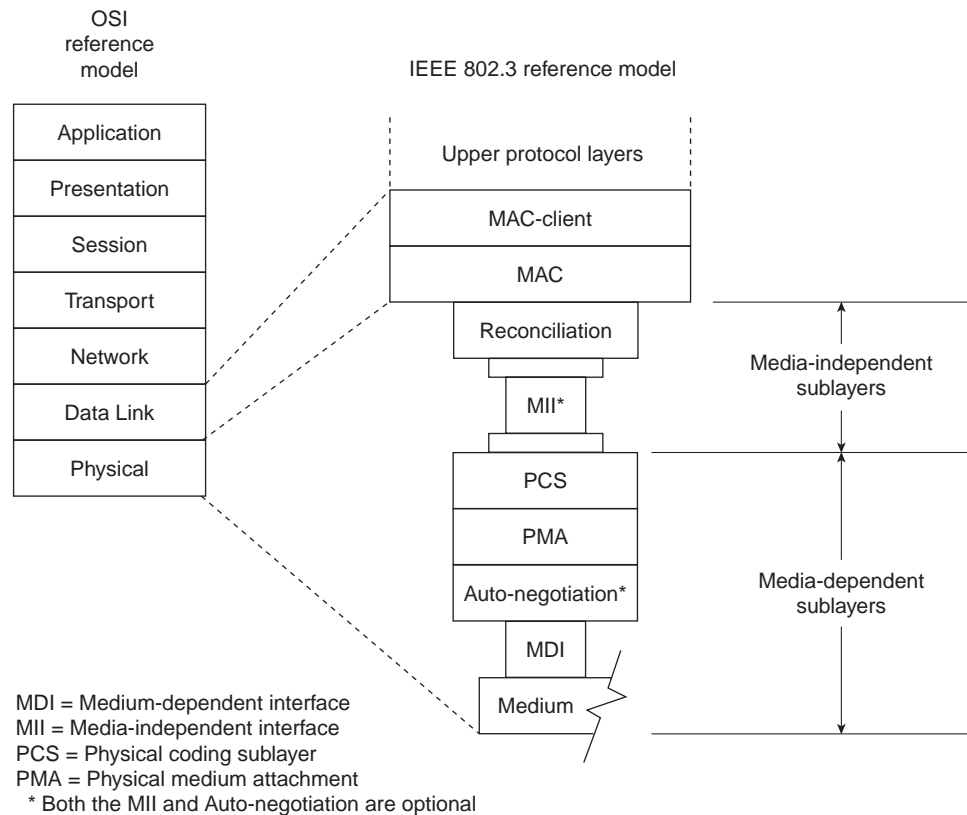 OSI
reference
model
IEEE 802.3 reference model
Application
Presentation
Session
Transport
Network
Data Link
Physical
Upper protocol layers
MAC-client
MAC
Reconciliation
MII*
PCS
PMA
Auto-negotiation*
MDI
Medium
Media-independent
sublayers
Media-dependent
sublayers
MDI = Medium-dependent interface
MII = Media-independent interface
PCS = Physical coding sublayer
PMA = Physical medium attachment
* Both the MII and Auto-negotiation are optional